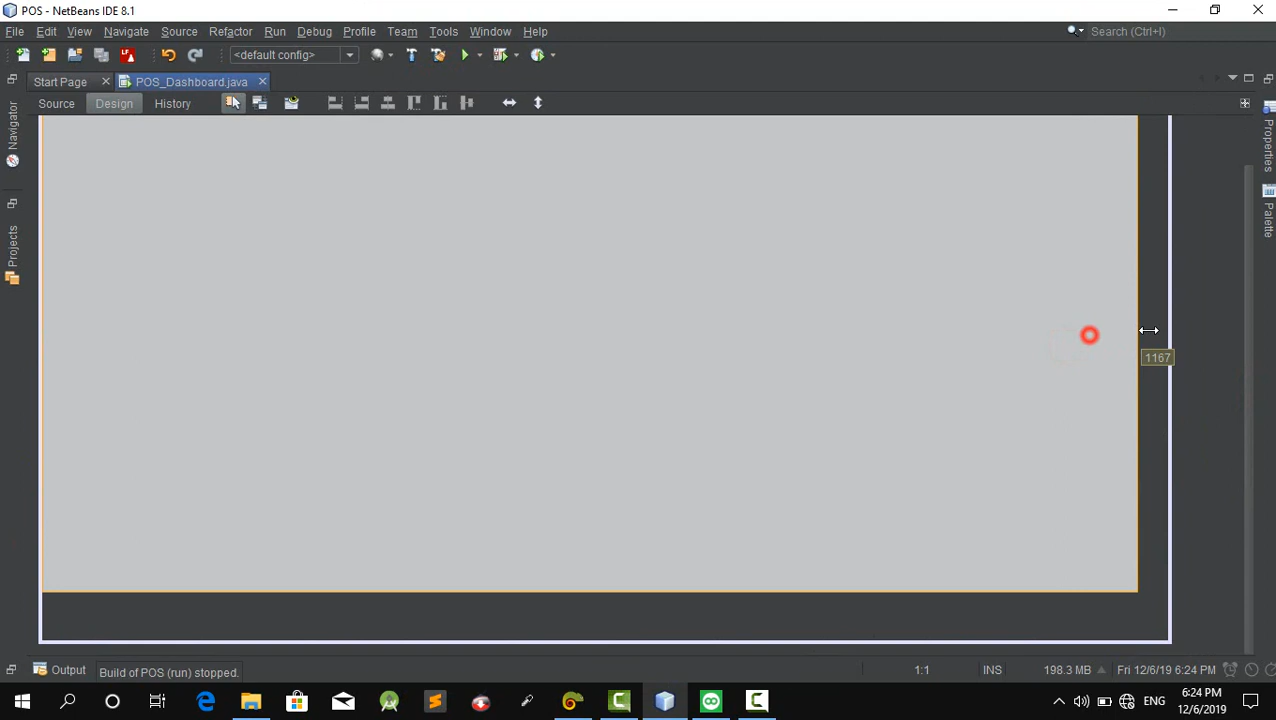 POS - NetBeans IDE 8.1
File Edit View Navigate Source Refactor Run Debug Profile Team Tools Window Help
Search (Ctrl+I)
<default config>
Start Page
POS_Dashboard.java
Source Design History
Navigator
Projects
Properties
Palette
1167
Output
Build of POS (run) stopped.
1:1
INS
198.3 MB
Fri 12/6/19 6:24 PM
ENG
6:24 PM
12/6/2019